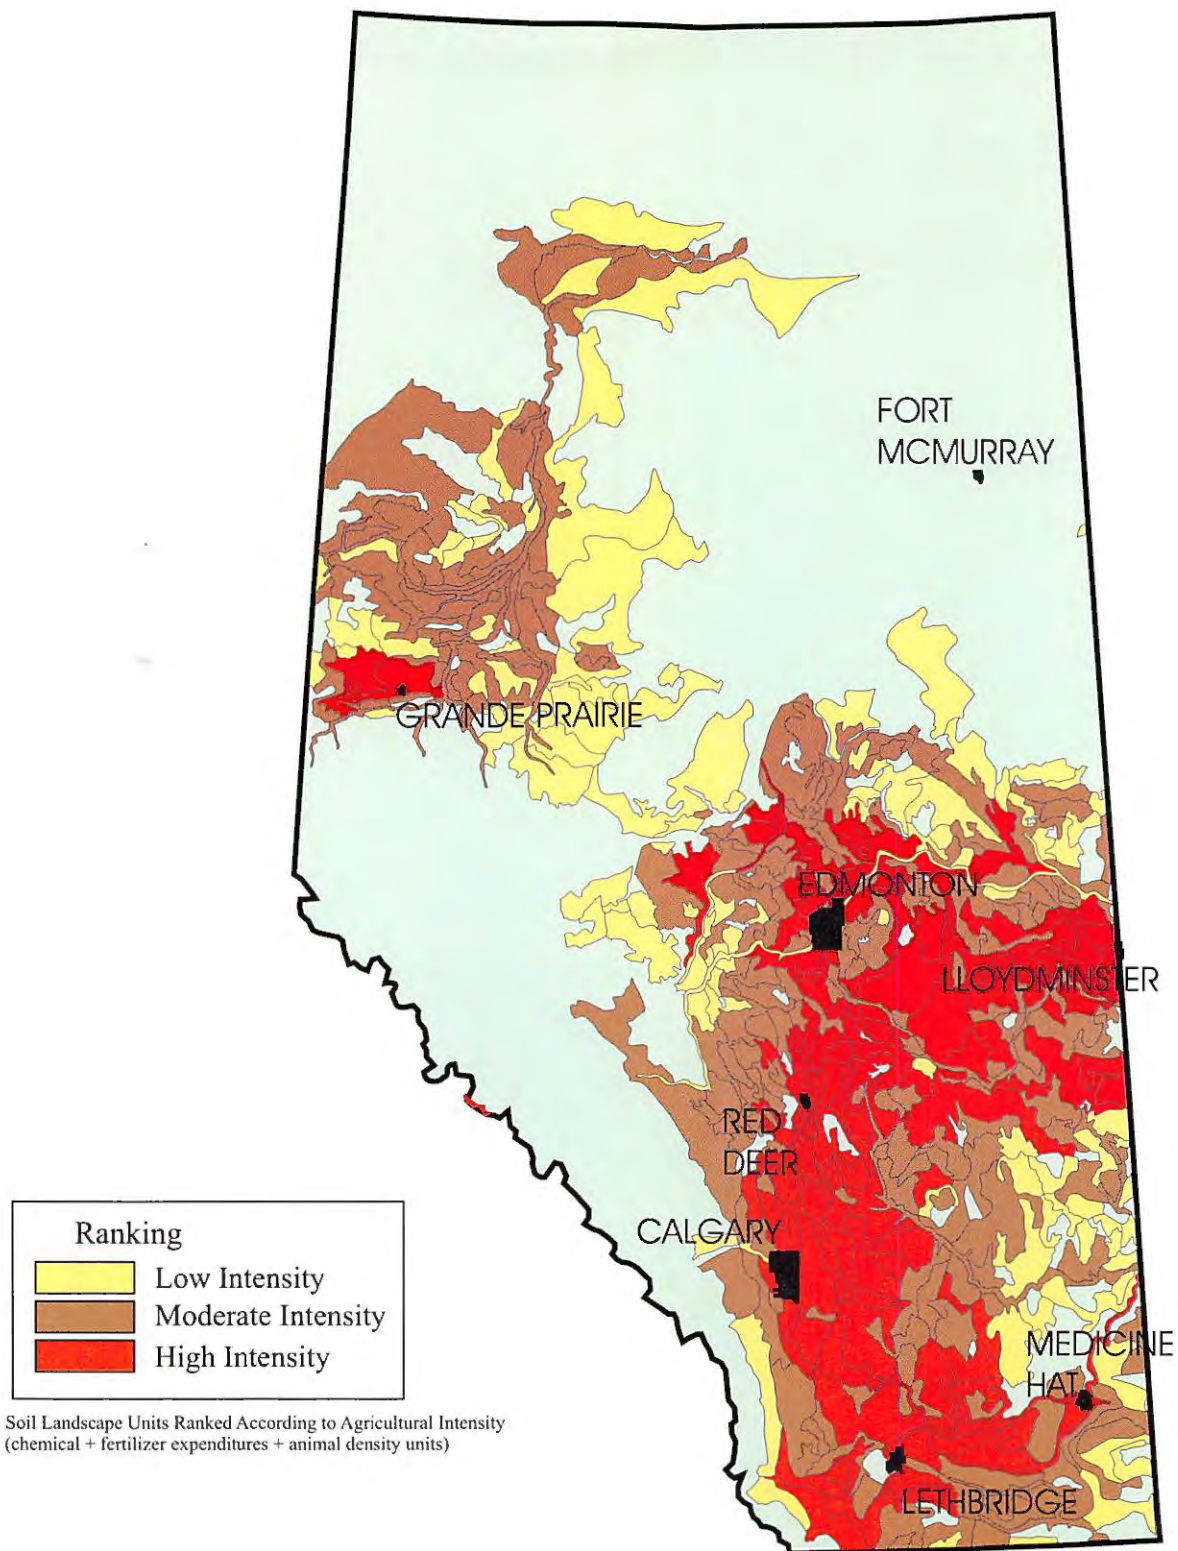 FORT
MCMURRAY
GRANDE PRAIRIE
EDMONTON
LLOYDMINSTER
RED
DEER
CALGARY
MEDICINE
HAT
LETHBRIDGE
Ranking
Low Intensity
Moderate Intensity
High Intensity
Soil Landscape Units Ranked According to Agricultural Intensity
(chemical + fertilizer expenditures + animal density units)